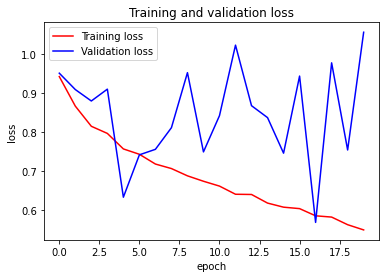 Training and validation loss
Training loss
Validation loss
1.0
0.9
0.8
0.7
0.6
loss
0.0 2.5 5.0 7.5 10.0 12.5 15.0 17.5
epoch